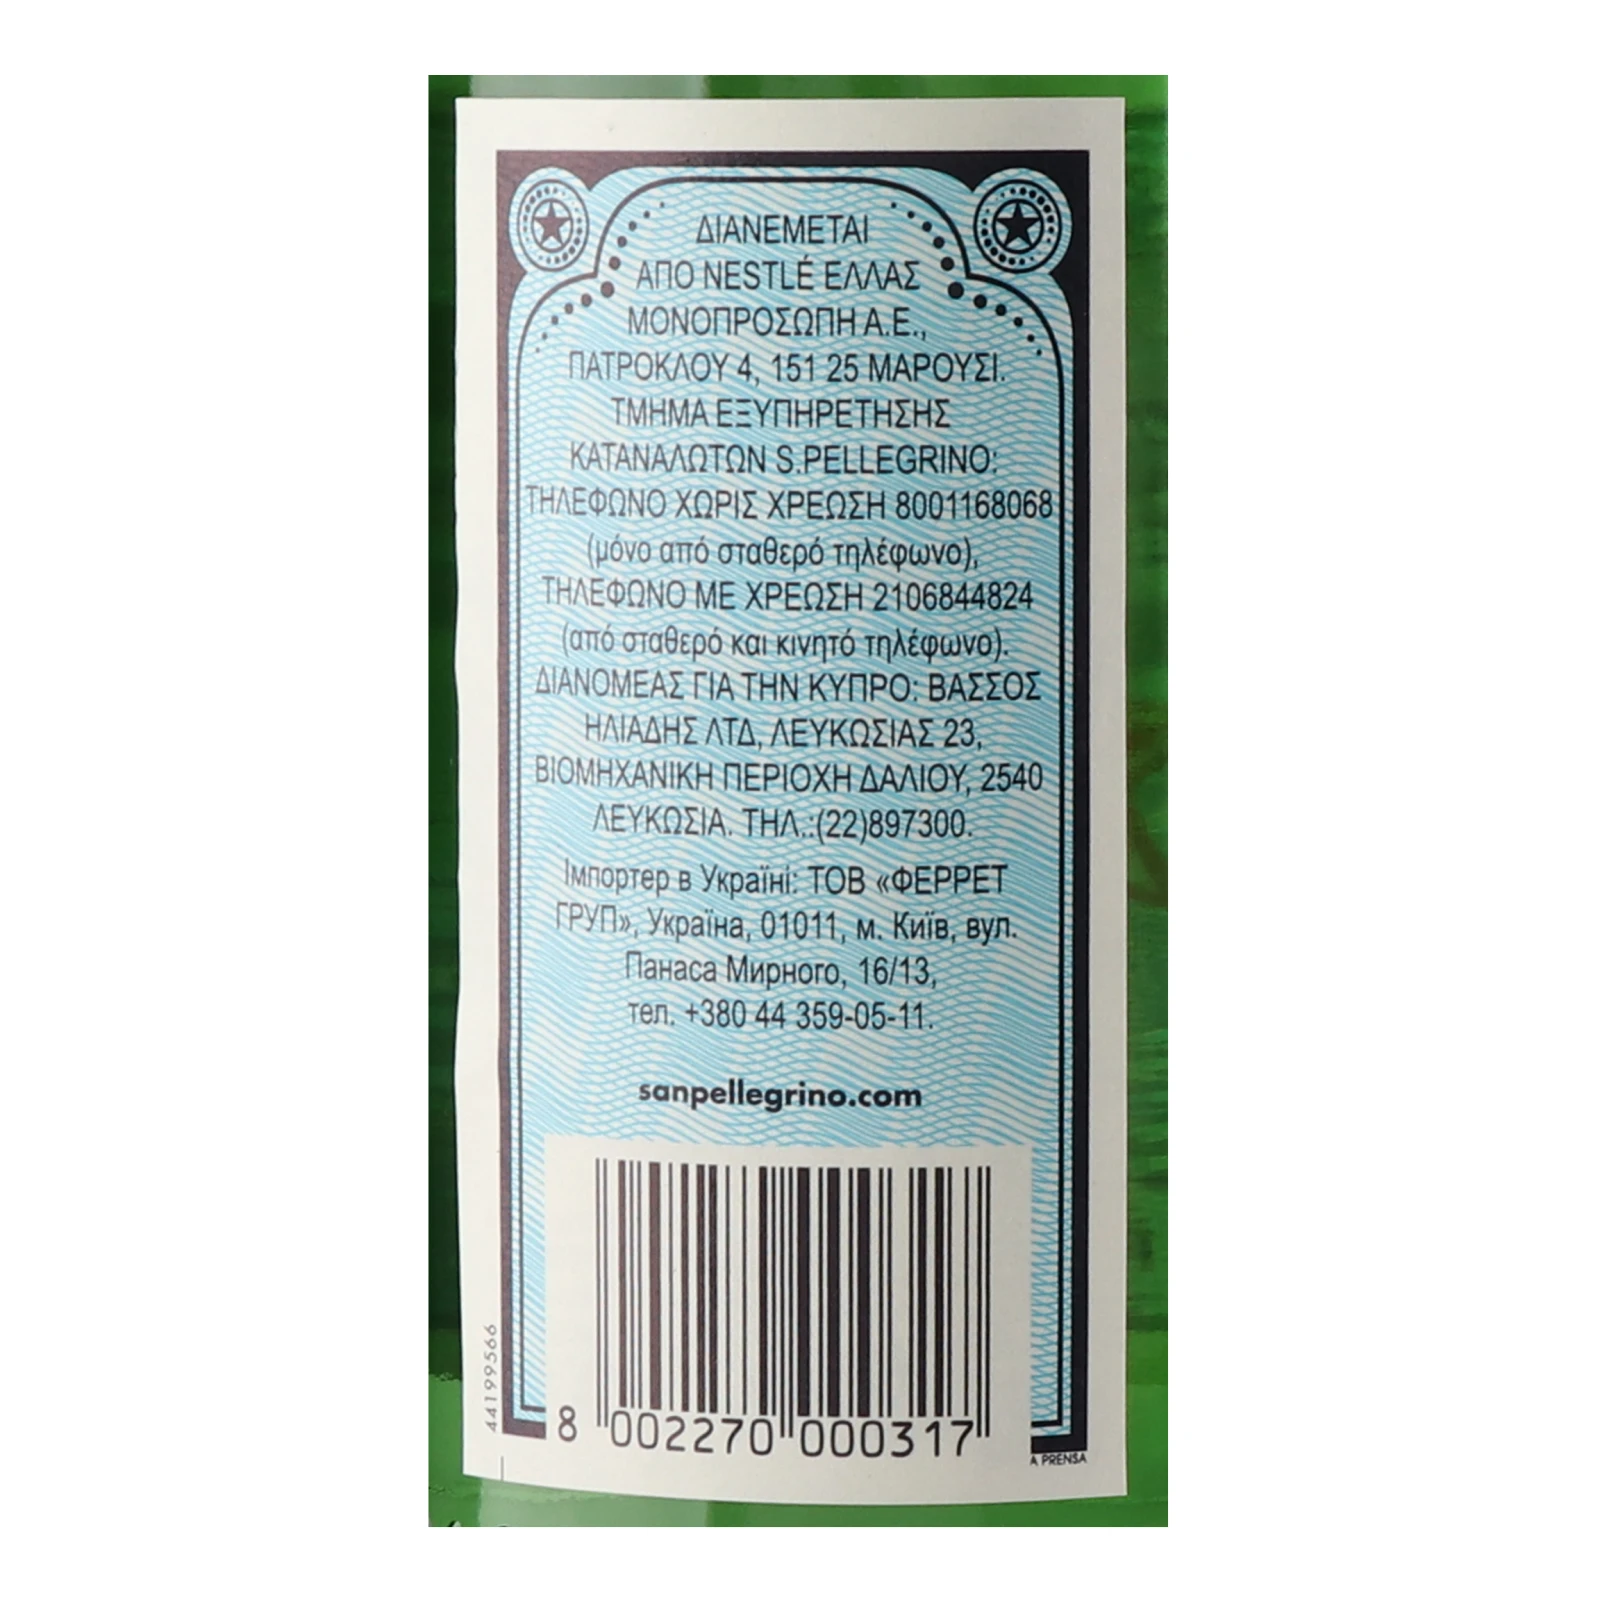 ΔΙΑΝΕΜΕΤΑΙ
ΑΠΟ NESTLÉ ΕΛΛΑΣ
ΜΟΝΟΠΡΟΣΩΠΗ Α.Ε.,
ΠΑΤΡΟΚΛΟΥ 4, 151 25 ΜΑΡΟΥΣΙ.
ΤΜΗΜΑ ΕΞΥΠΗΡΕΤΗΣΗΣ
ΚΑΤΑΝΑΛΩΤΩΝ S.PELLEGRINO:
ΤΗΛΕΦΩΝΟ ΧΩΡΙΣ ΧΡΕΩΣΗ 8001168068
(μόνο από σταθερό τηλέφωνο),
ΤΗΛΕΦΩΝΟ ΜΕ ΧΡΕΩΣΗ 2106844824
(από σταθερό και κινητό τηλέφωνο).
ΔΙΑΝΟΜΕΑΣ ΓΙΑ ΤΗΝ ΚΥΠΡΟ: ΒΑΣΣΟΣ
ΗΛΙΑΔΗΣ ΛΤΔ, ΛΕΥΚΩΣΙΑΣ 23,
ΒΙΟΜΗΧΑΝΙΚΗ ΠΕΡΙΟΧΗ ΔΑΛΙΟΥ, 2540
ΛΕΥΚΩΣΙΑ. ΤΗΛ.:(22)897300.
Імпортер в Україні: ТОВ «ФЕРРЕТ
ГРУП», Україна, 01011, м. Київ, вул.
Панаса Мирного, 16/13,
тел. +380 44 359-05-11.
sanpellegrino.com
8 002270 000317
44199566
A PRENSA